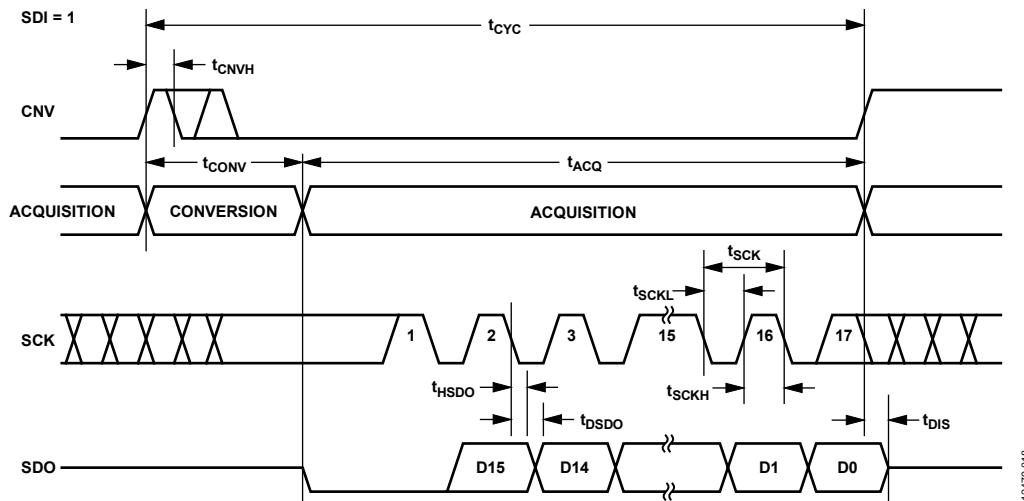 SDI = 1
tCYC
tCNVH
CNV
tCONV
tACQ
ACQUISITION
CONVERSION
ACQUISITION
tSCK
tSCKL
SCK
1
2
3
15
16
17
tHSDO
tDSDO
tSCKH
tDIS
SDO
D15
D14
D1
D0